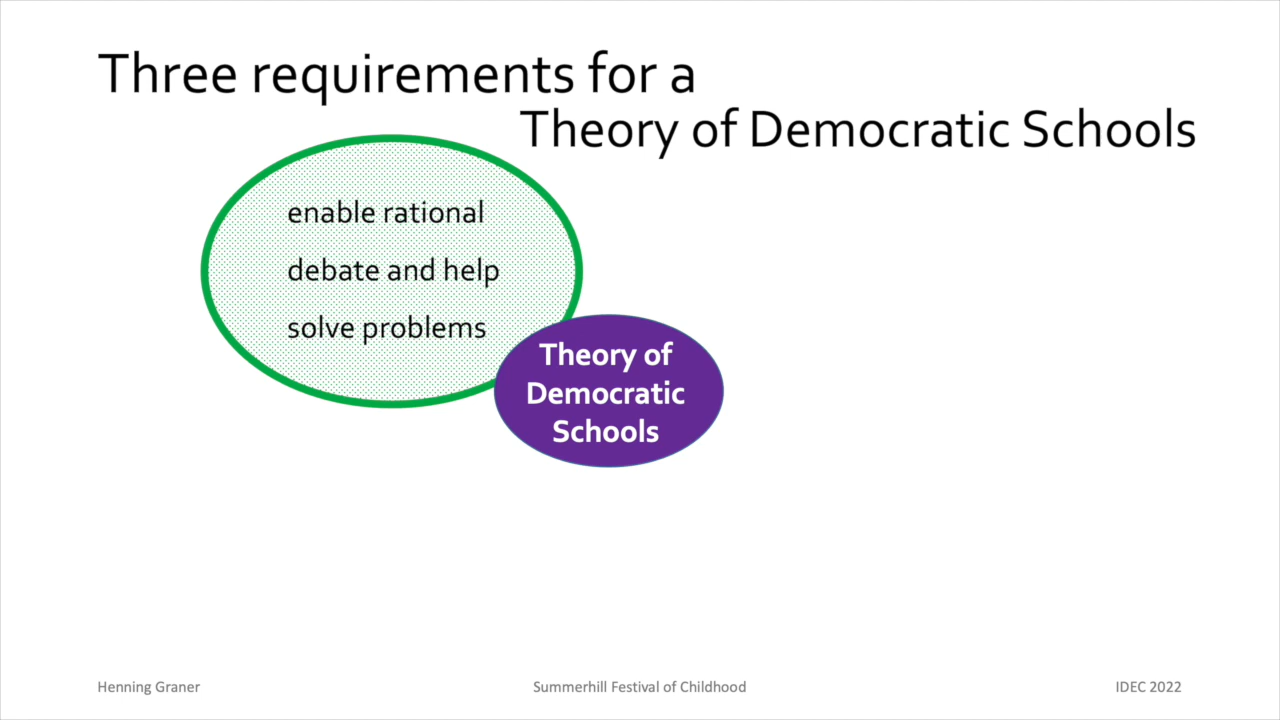 Three requirements for a
Theory of Democratic Schools
enable rational
debate and help
solve problems
Theory of
Democratic
Schools
Henning Graner
Summerhill Festival of Childhood
IDEC 2022